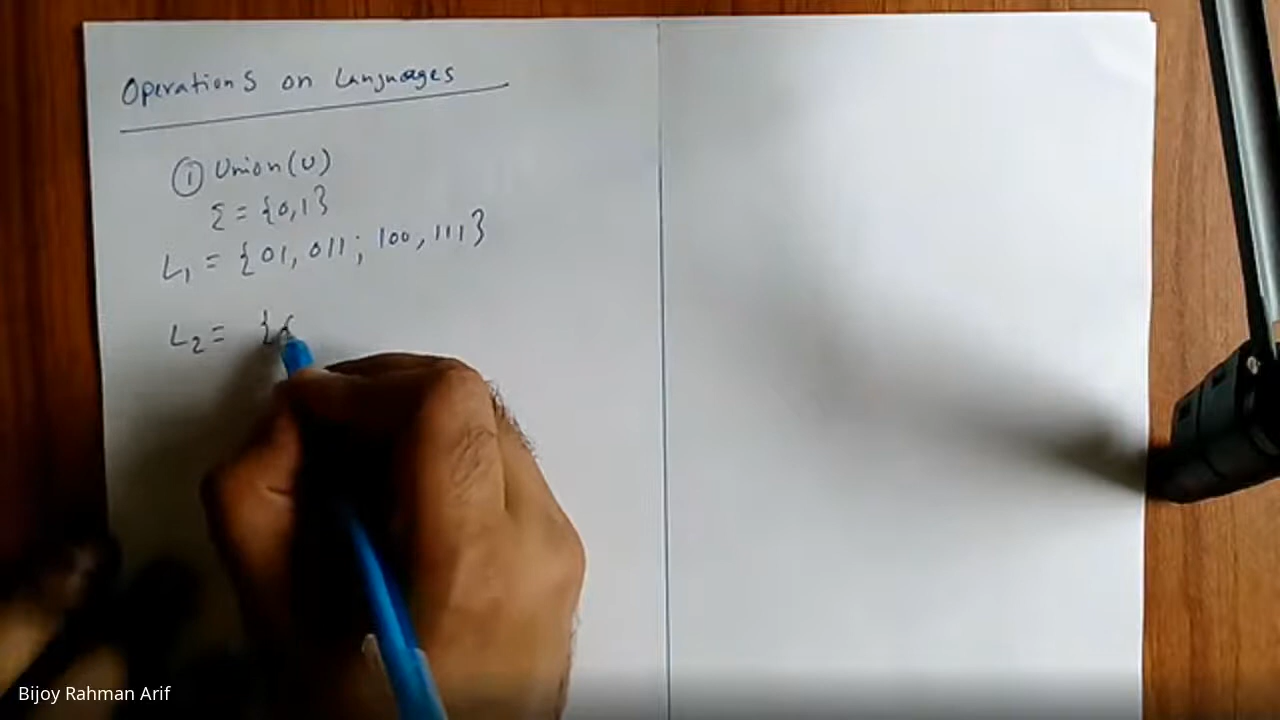 Operations on Languages
① Union(∪)
Σ = {0,1}
L₁ = {01, 011; 100, 111}
L₂ = {
Bijoy Rahman Arif